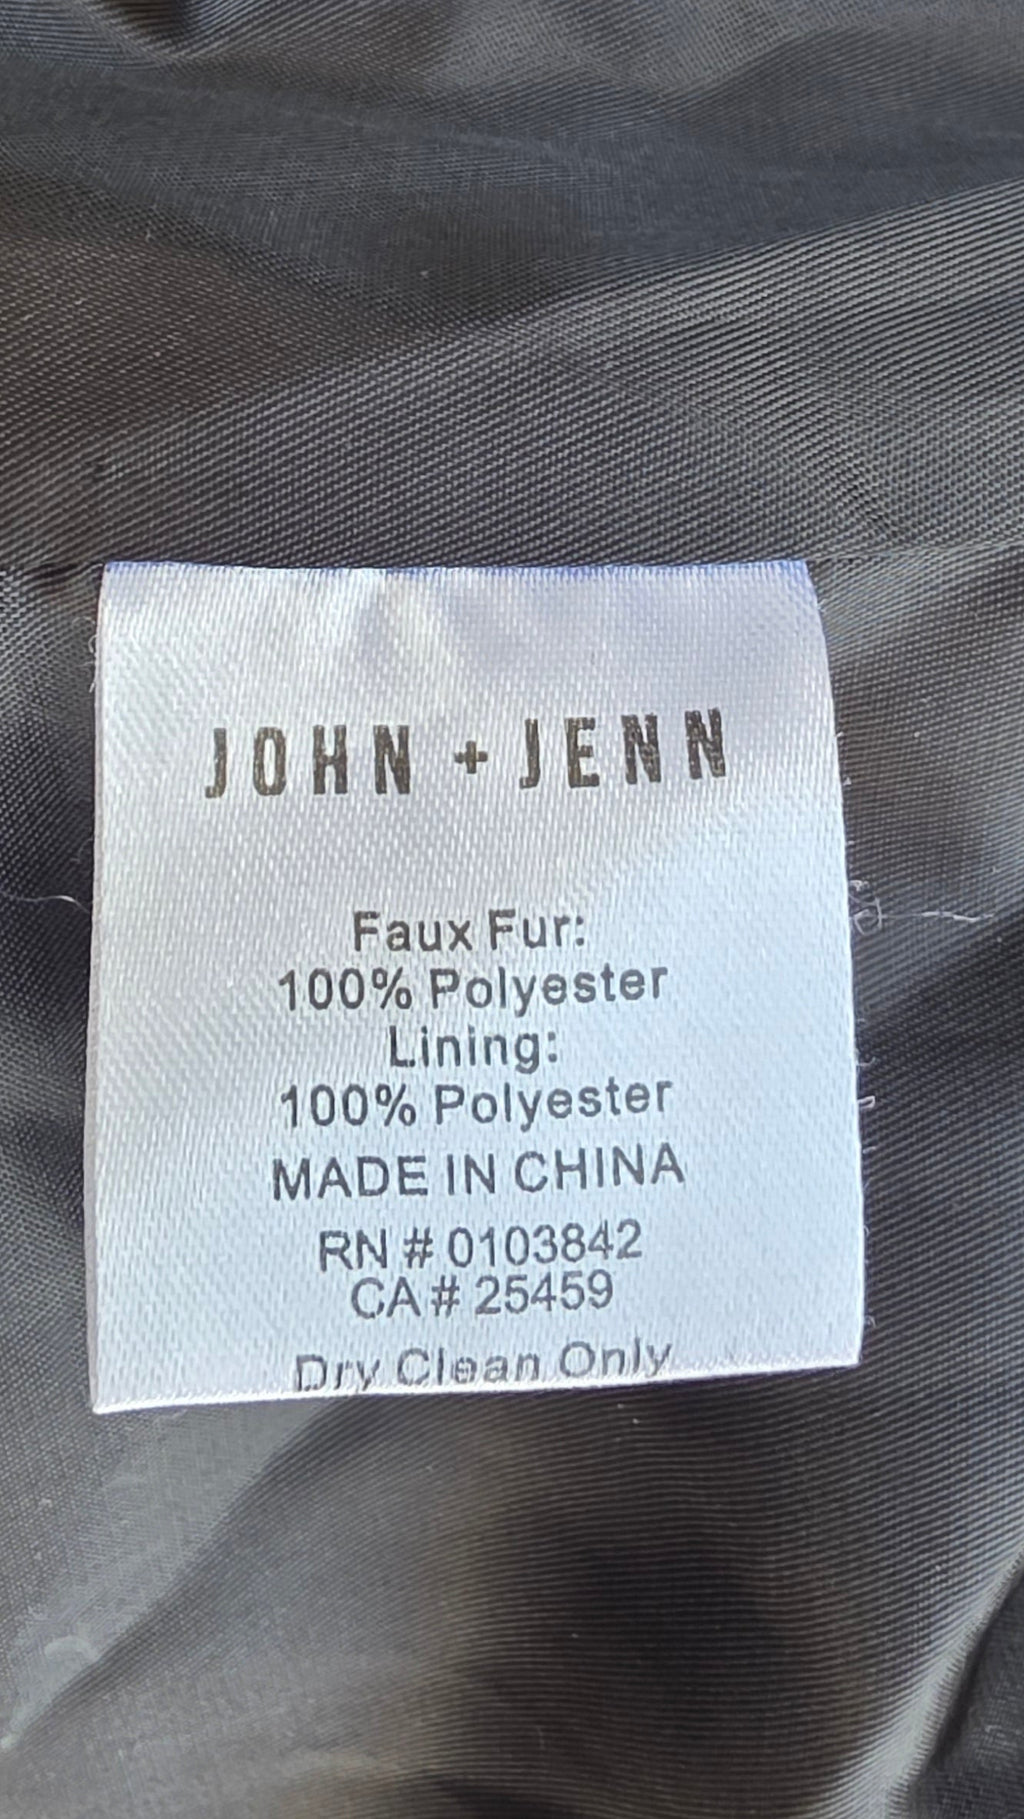 JOHN + JENN
Faux Fur:
100% Polyester
Lining:
100% Polyester
MADE IN CHINA
RN # 0103842
CA # 25459
Dry Clean Only